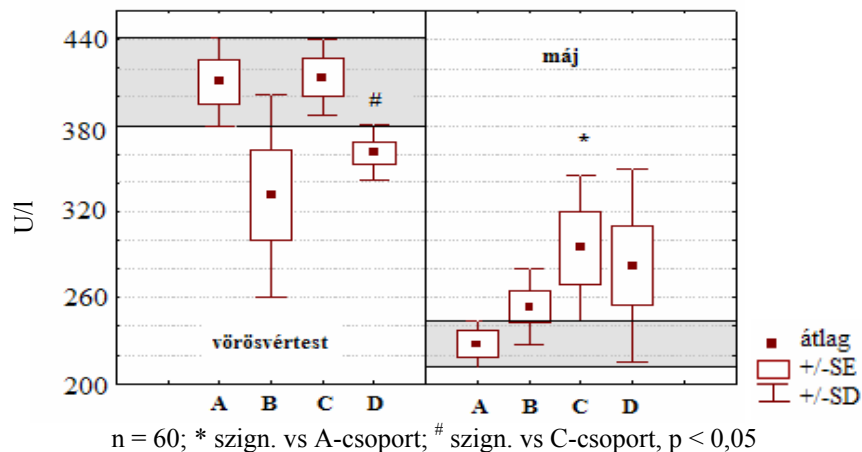 440
380
320
260
200
U/l
vörösvértest
máj
#
*
A B C D
A B C D
átlag
+/-SE
+/-SD
n = 60; * szign. vs A-csoport; # szign. vs C-csoport, p < 0,05